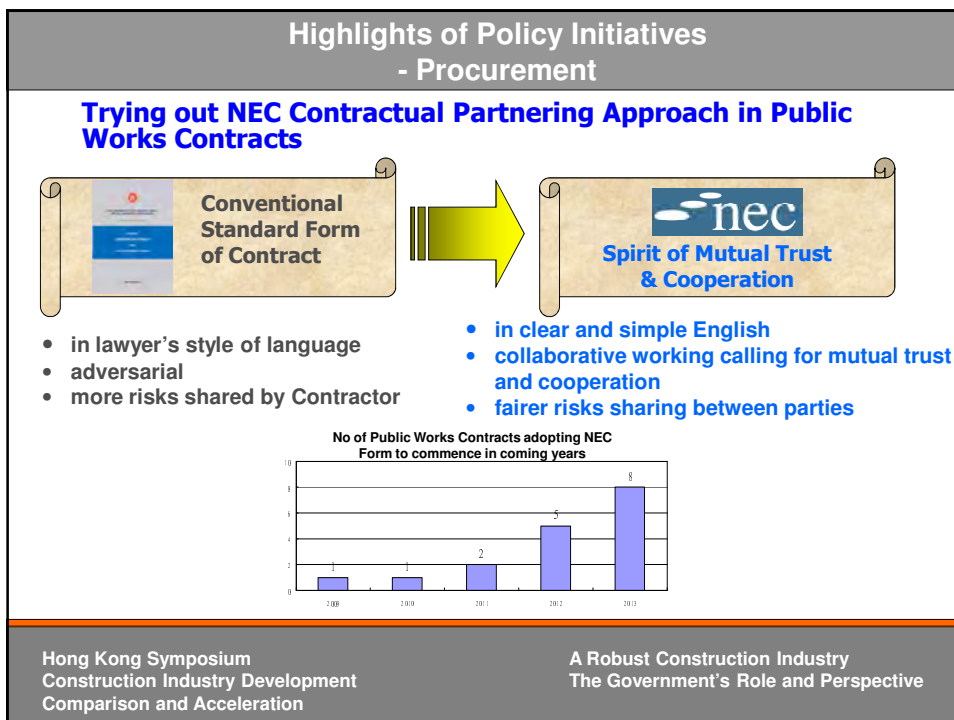 Highlights of Policy Initiatives
- Procurement
Trying out NEC Contractual Partnering Approach in Public
Works Contracts
Conventional
Standard Form
of Contract
nec
Spirit of Mutual Trust
& Cooperation
• in lawyer's style of language
• adversarial
• more risks shared by Contractor
• in clear and simple English
• collaborative working calling for mutual trust
and cooperation
• fairer risks sharing between parties
No of Public Works Contracts adopting NEC
Form to commence in coming years
10
8
6
4
2
0
1
1
2
5
8
2009
2010
2011
2012
2013
Hong Kong Symposium
Construction Industry Development
Comparison and Acceleration
A Robust Construction Industry
The Government's Role and Perspective